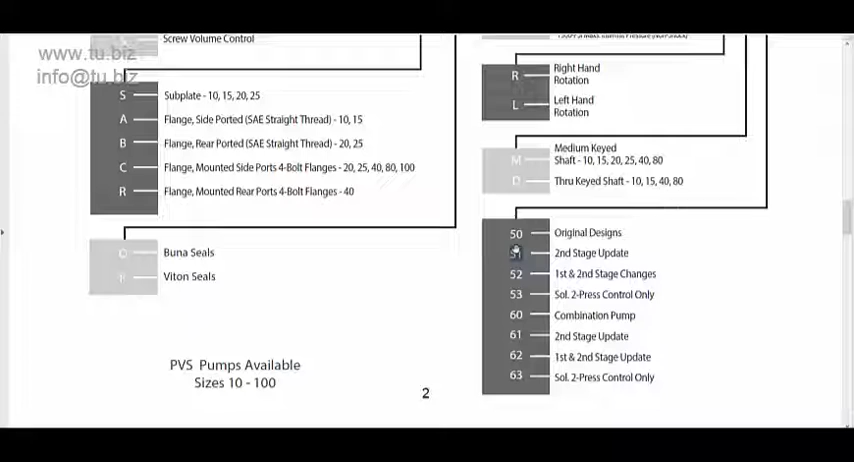 Screw Volume Control
www.tu.biz
info@tu.biz
S Subplate - 10, 15, 20, 25
A Flange, Side Ported (SAE Straight Thread) - 10, 15
B Flange, Rear Ported (SAE Straight Thread) - 20, 25
C Flange, Mounted Side Ports 4-Bolt Flanges - 20, 25, 40, 80, 100
R Flange, Mounted Rear Ports 4-Bolt Flanges - 40
Buna Seals
Viton Seals
PVS Pumps Available
Sizes 10 - 100
2
R Right Hand
Rotation
L Left Hand
Rotation
Medium Keyed
M Shaft - 10, 15, 20, 25, 40, 80
Thru Keyed Shaft - 10, 15, 40, 80
50 Original Designs
51 2nd Stage Update
52 1st & 2nd Stage Changes
53 Sol. 2-Press Control Only
60 Combination Pump
61 2nd Stage Update
62 1st & 2nd Stage Update
63 Sol. 2-Press Control Only